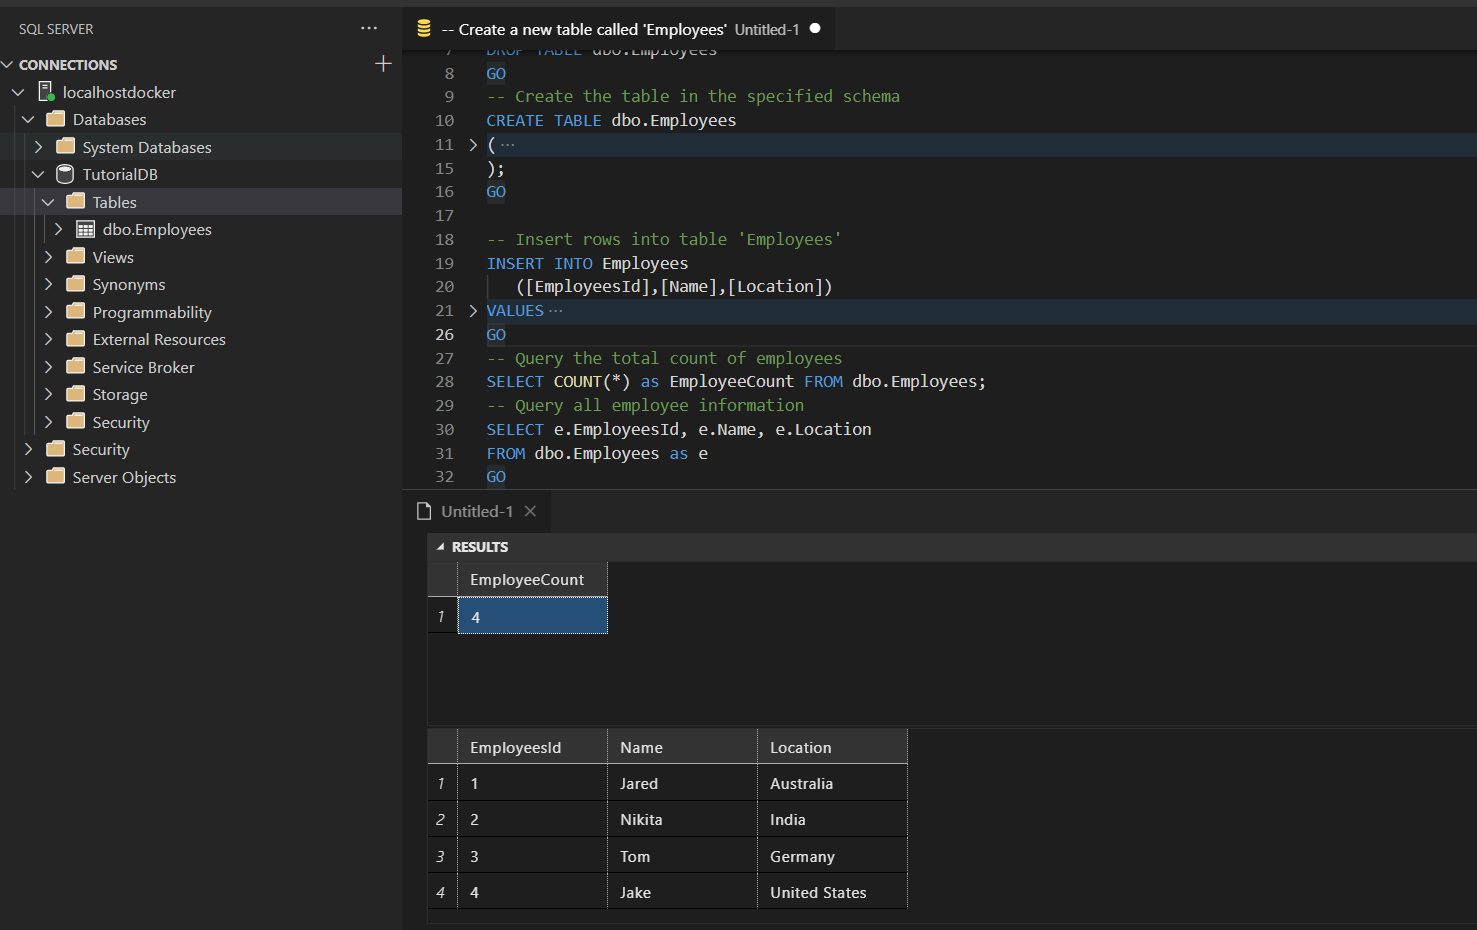 SQL SERVER
CONNECTIONS
localhostdocker
Databases
System Databases
TutorialDB
Tables
dbo.Employees
Views
Synonyms
Programmability
External Resources
Service Broker
Storage
Security
Security
Server Objects
-- Create a new table called 'Employees' Untitled-1
7 DROP TABLE dbo.Employees
8 GO
9 -- Create the table in the specified schema
10 CREATE TABLE dbo.Employees
11 ( ...
15 );
16 GO
17
18 -- Insert rows into table 'Employees'
19 INSERT INTO Employees
20 ([EmployeesId],[Name],[Location])
21 VALUES ...
26 GO
27 -- Query the total count of employees
28 SELECT COUNT(*) as EmployeeCount FROM dbo.Employees;
29 -- Query all employee information
30 SELECT e.EmployeesId, e.Name, e.Location
31 FROM dbo.Employees as e
32 GO
Untitled-1
RESULTS
EmployeeCount
1 4
EmployeesId Name Location
1 1 Jared Australia
2 2 Nikita India
3 3 Tom Germany
4 4 Jake United States